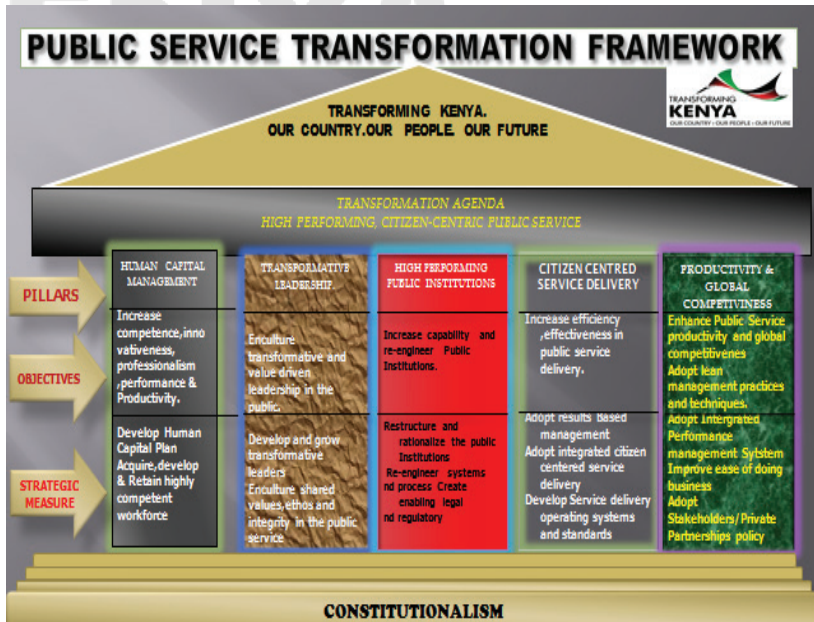 PUBLIC SERVICE TRANSFORMATION FRAMEWORK
TRANSFORMING KENYA.
OUR COUNTRY.OUR PEOPLE. OUR FUTURE
TRANSFORMING
KENYA
OUR COUNTRY : OUR PEOPLE : OUR FUTURE
TRANSFORMATION AGENDA
HIGH PERFORMING, CITIZEN-CENTRIC PUBLIC SERVICE
PILLARS
HUMAN CAPITAL
MANAGEMENT
TRANSFORMATIVE
LEADERSHIP
HIGH PERFORMING
PUBLIC INSTITUTIONS
CITIZEN CENTRED
SERVICE DELIVERY
PRODUCTIVITY &
GLOBAL
COMPETIVINESS
OBJECTIVES
Increase
competence,inno
vativeness,
professionalism
,performance &
Productivity.
Enculture
transformative and
value driven
leadership in the
public.
Increase capability and
re-engineer Public
Institutions.
Increase efficiency
,effectiveness in
public service
delivery.
Enhance Public Service
productivity and global
competitivenes
Adopt lean
management practices
and techniques.
STRATEGIC
MEASURE
Develop Human
Capital Plan
Acquire,develop
& Retain highly
competent
workforce
Develop and grow
transformative
leaders
Enculture shared
values,ethos and
integrity in the public
service
Restructure and
rationalize the public
Institutions
Re-engineer systems
nd process Create
enabling legal
nd regulatory
Adopt results Based
management
Adopt integrated citizen
centered service
delivery
Develop Service delivery
operating systems
and standards
Adopt Intergrated
Performance
management Sytstem
Improve ease of doing
business
Adopt
Stakeholders/Private
Partnerships policy
CONSTITUTIONALISM